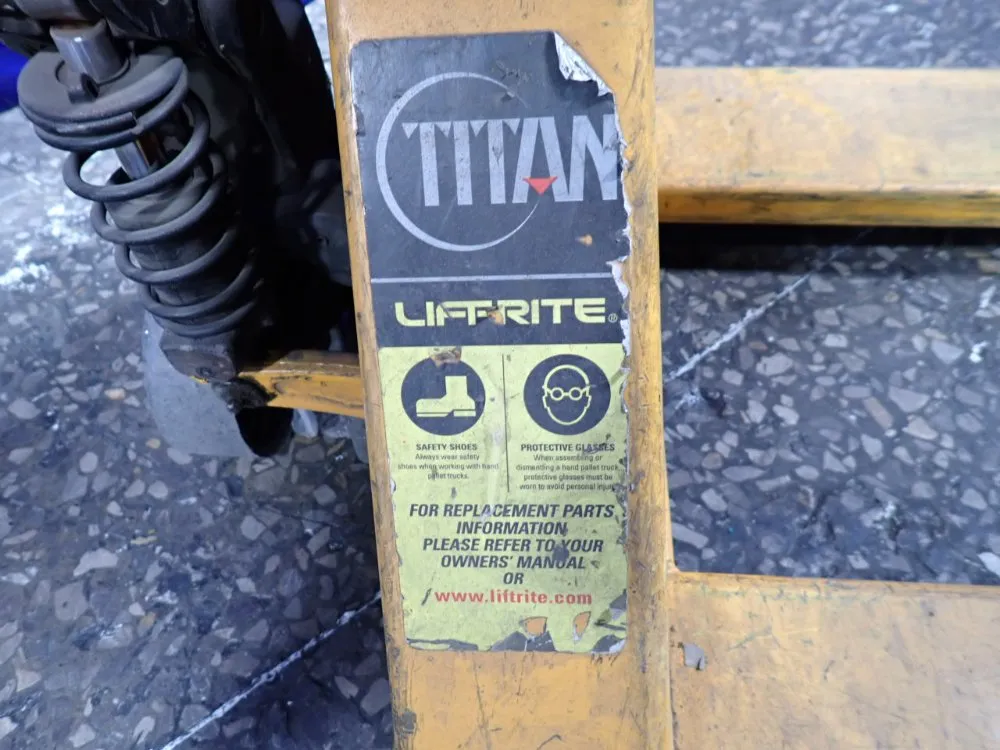 TITAN
LIFT-RITE®
SAFETY SHOES
Always wear safety
shoes when working with hand
pallet trucks.
PROTECTIVE GLASSES
When assembling or
dismantling a hand pallet truck
protective glasses must be
worn to avoid personal injury
FOR REPLACEMENT PARTS
INFORMATION
PLEASE REFER TO YOUR
OWNERS' MANUAL
OR
www.liftrite.com